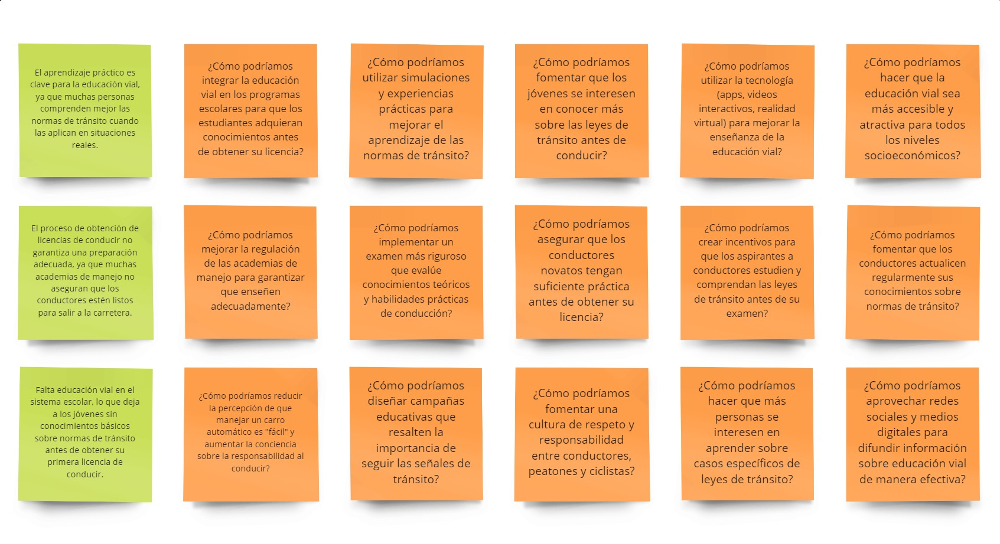 El aprendizaje práctico es
clave para la educación vial,
ya que muchas personas
comprenden mejor las
normas de tránsito cuando
las aplican en situaciones
reales.
¿Cómo podríamos
integrar la educación
vial en los programas
escolares para que los
estudiantes adquieran
conocimientos antes
de obtener su licencia?
¿Cómo podríamos
utilizar simulaciones
y experiencias
prácticas para
mejorar el
aprendizaje de las
normas de tránsito?
¿Cómo podríamos
fomentar que los
jóvenes se interesen
en conocer más
sobre las leyes de
tránsito antes de
conducir?
¿Cómo podríamos
utilizar la tecnología
(apps, videos
interactivos, realidad
virtual) para mejorar la
enseñanza de la
educación vial?
¿Cómo podríamos
hacer que la
educación vial sea
más accesible y
atractiva para todos
los niveles
socioeconómicos?
El proceso de obtención de
licencias de conducir no
garantiza una preparación
adecuada, ya que muchas
academias de manejo no
aseguran que los
conductores estén listos
para salir a la carretera.
¿Cómo podríamos
mejorar la regulación
de las academias de
manejo para garantizar
que enseñen
adecuadamente?
¿Cómo podríamos
implementar un
examen más riguroso
que evalúe
conocimientos teóricos
y habilidades prácticas
de conducción?
¿Cómo podríamos
asegurar que los
conductores
novatos tengan
suficiente práctica
antes de obtener su
licencia?
¿Cómo podríamos
crear incentivos para
que los aspirantes a
conductores estudien y
comprendan las leyes
de tránsito antes de su
examen?
¿Cómo podríamos
fomentar que los
conductores actualicen
regularmente sus
conocimientos sobre
normas de tránsito?
Falta educación vial en el
sistema escolar, lo que deja
a los jóvenes sin
conocimientos básicos
sobre normas de tránsito
antes de obtener su
primera licencia de
conducir.
¿Cómo podríamos reducir
la percepción de que
manejar un carro
automático es "fácil" y
aumentar la conciencia
sobre la responsabilidad al
conducir?
¿Cómo podríamos
diseñar campañas
educativas que
resalten la
importancia de
seguir las señales de
tránsito?
¿Cómo podríamos
fomentar una
cultura de respeto y
responsabilidad
entre conductores,
peatones y ciclistas?
¿Cómo podríamos
hacer que más
personas se
interesen en
aprender sobre
casos específicos de
leyes de tránsito?
¿Cómo podríamos
aprovechar redes
sociales y medios
digitales para
difundir información
sobre educación vial
de manera efectiva?